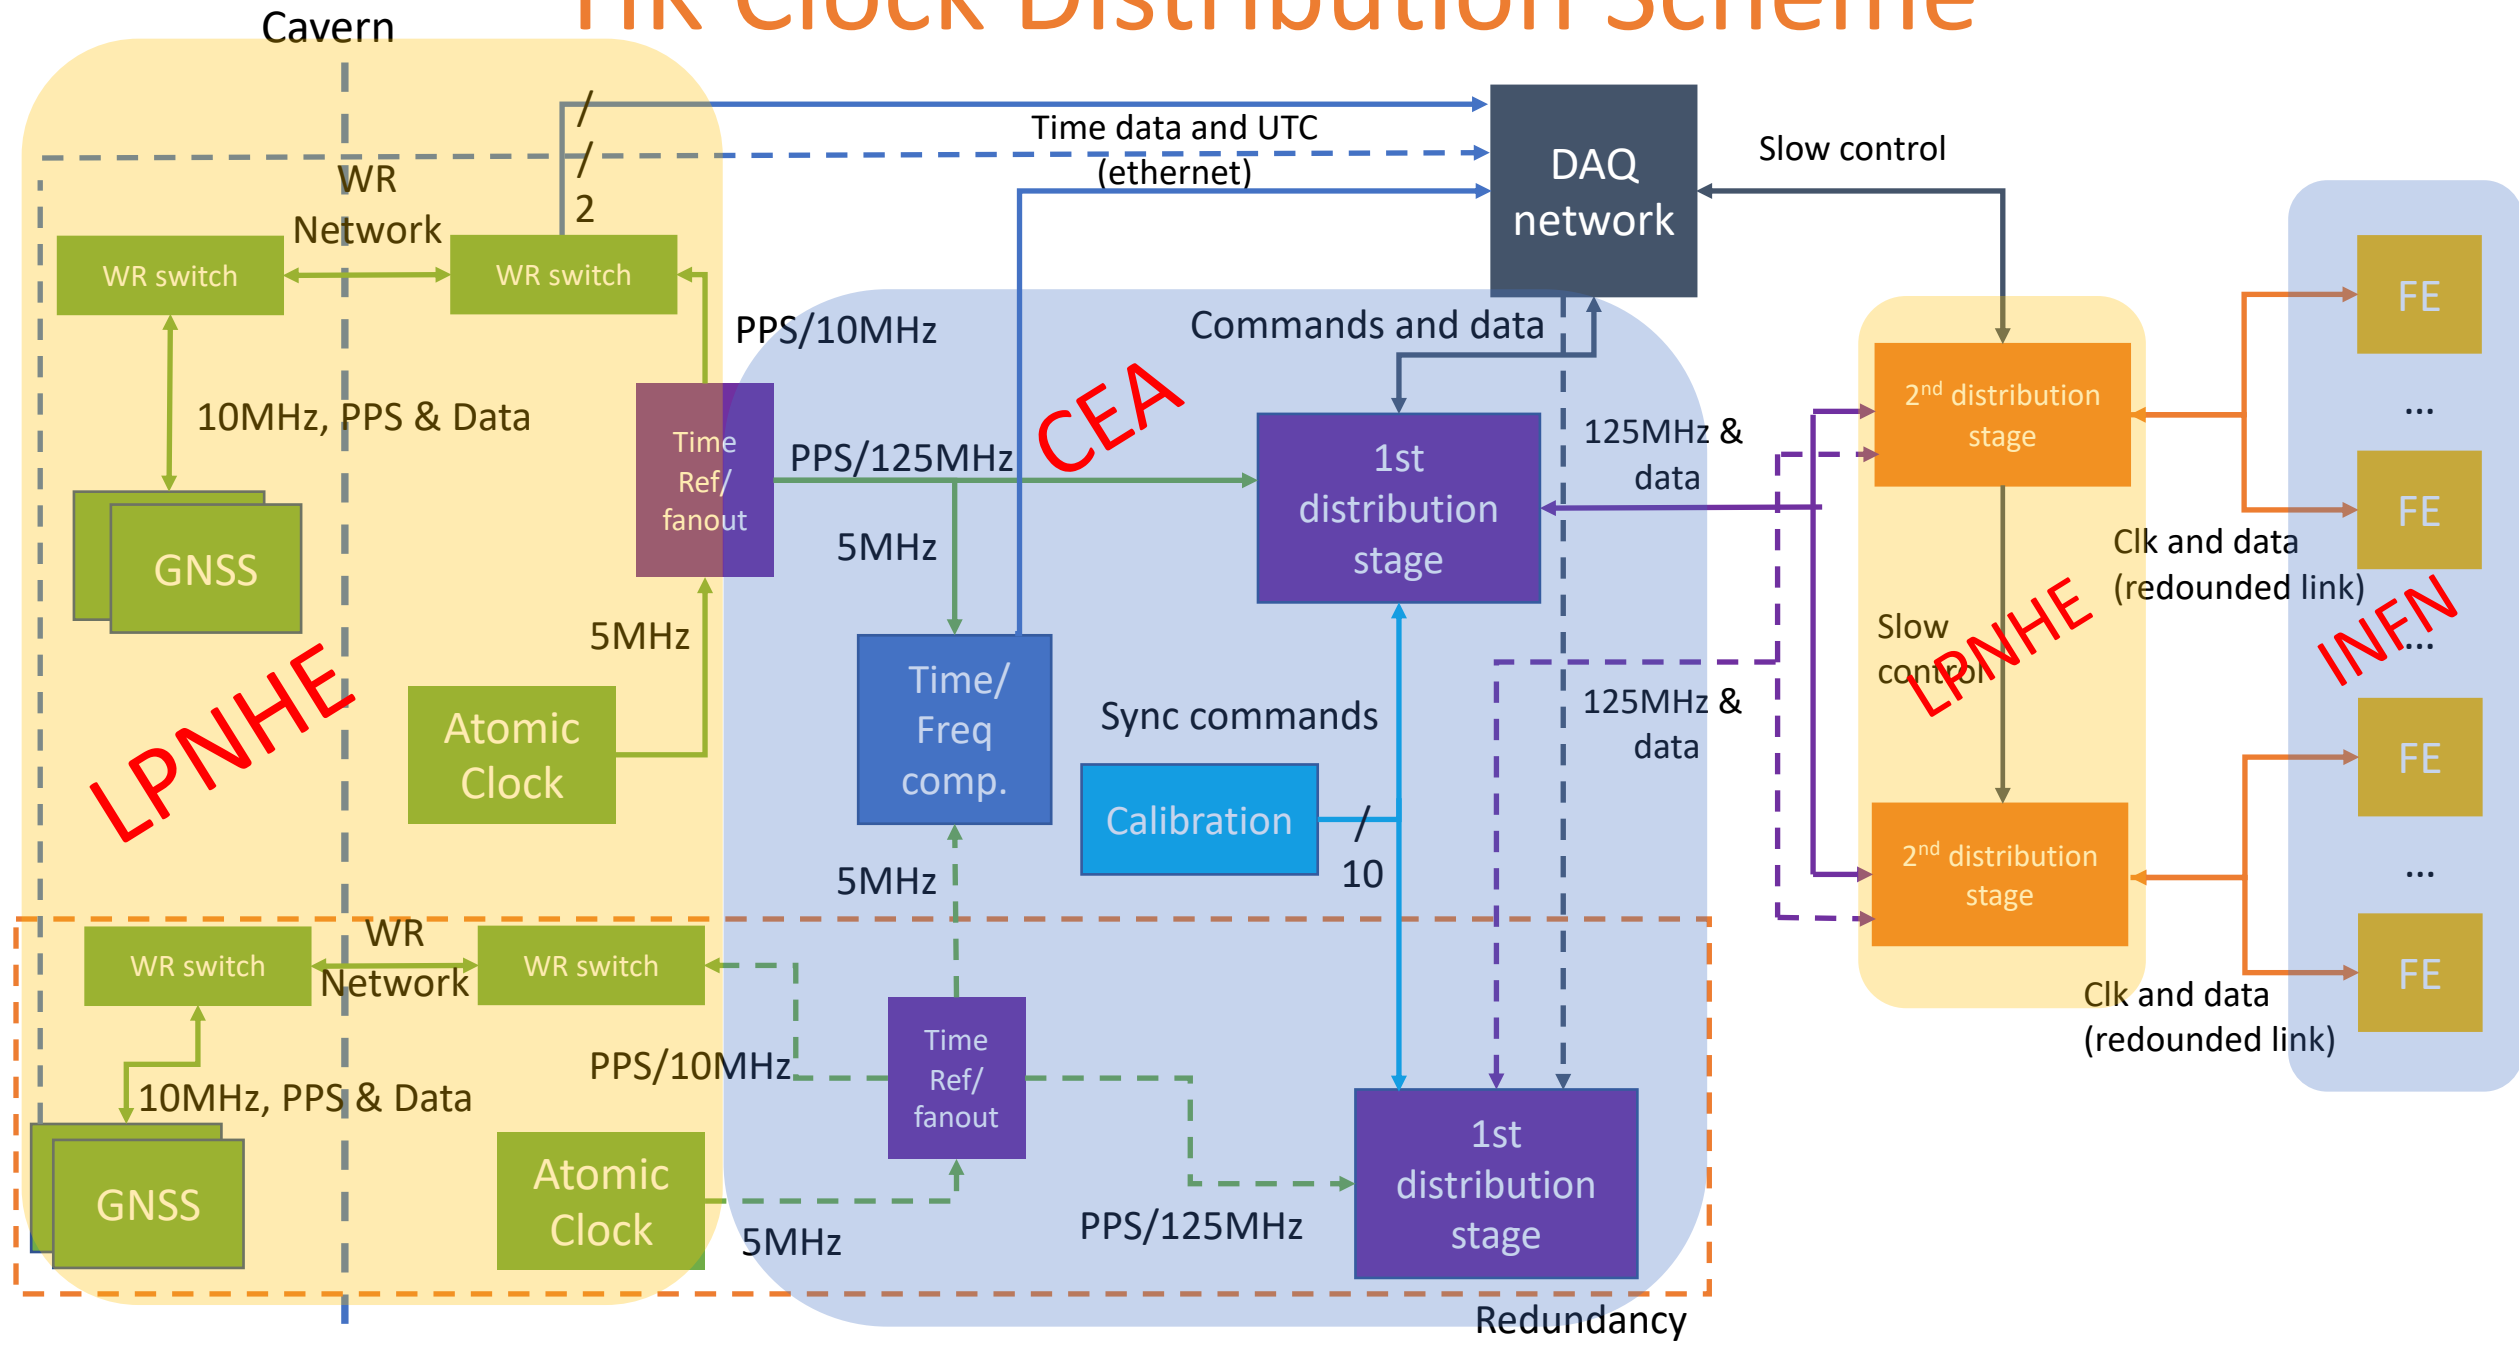 HK Clock Distribution Scheme
Cavern
/
/
2
Time data and UTC
(ethernet)
DAQ
network
Slow control
WR
Network
WR switch
WR switch
PPS/10MHz
Commands and data
10MHz, PPS & Data
Time
Ref/
fanout
PPS/125MHz
CEA
1st
distribution
stage
125MHz &
data
2nd distribution
stage
FE
...
FE
GNSS
5MHz
5MHz
Clk and data
(redounded link)
Slow
control
LPNHE
INFN
...
LPNHE
Atomic
Clock
Time/
Freq
comp.
Sync commands
125MHz &
data
Calibration
/
10
2nd distribution
stage
FE
...
FE
5MHz
WR
Network
WR switch
WR switch
Clk and data
(redounded link)
PPS/10MHz
Time
Ref/
fanout
10MHz, PPS & Data
GNSS
Atomic
Clock
5MHz
PPS/125MHz
1st
distribution
stage
Redundancy